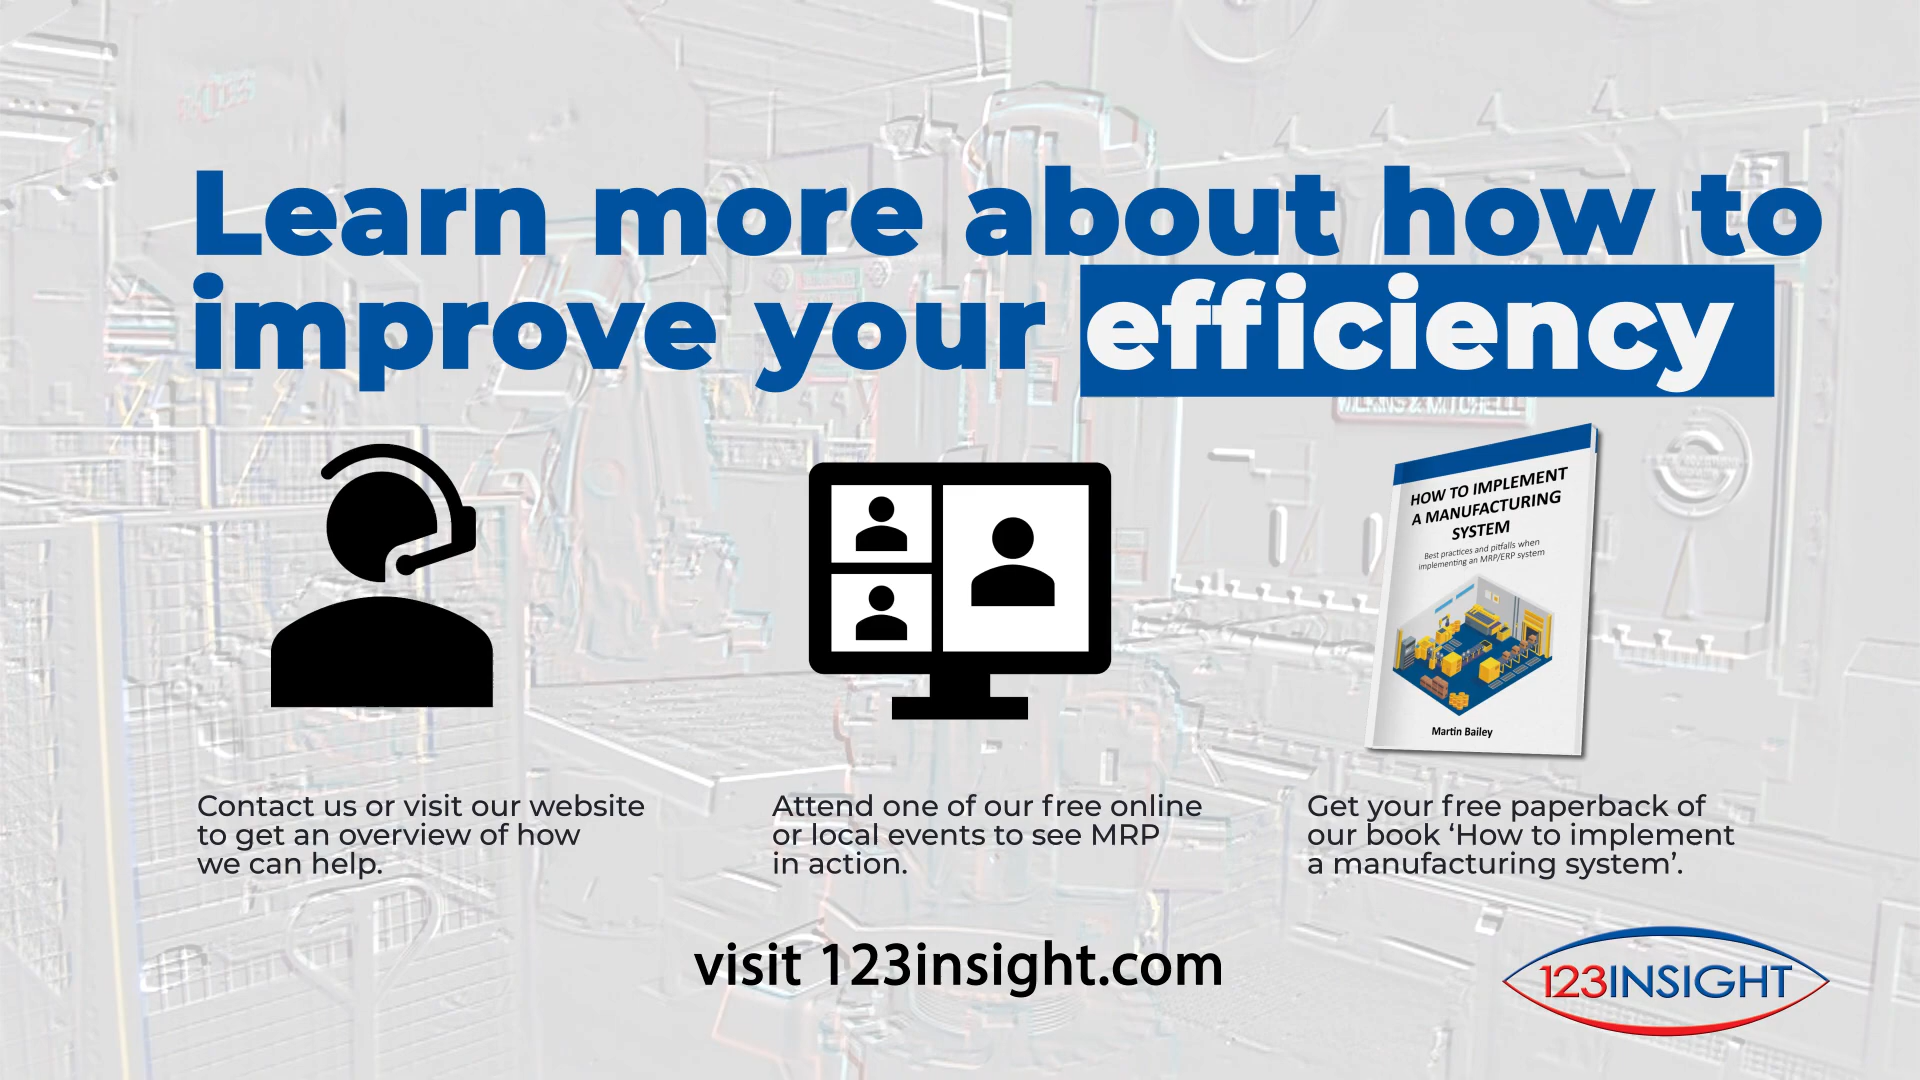 Learn more about how to
improve your efficiency
WILKINS & MITCHELL
HOW TO IMPLEMENT
A MANUFACTURING
SYSTEM
Best practices and pitfalls when
implementing an MRP/ERP system
Martin Bailey
Contact us or visit our website
to get an overview of how
we can help.
Attend one of our free online
or local events to see MRP
in action.
Get your free paperback of
our book ‘How to implement
a manufacturing system’.
visit 123insight.com
123INSIGHT